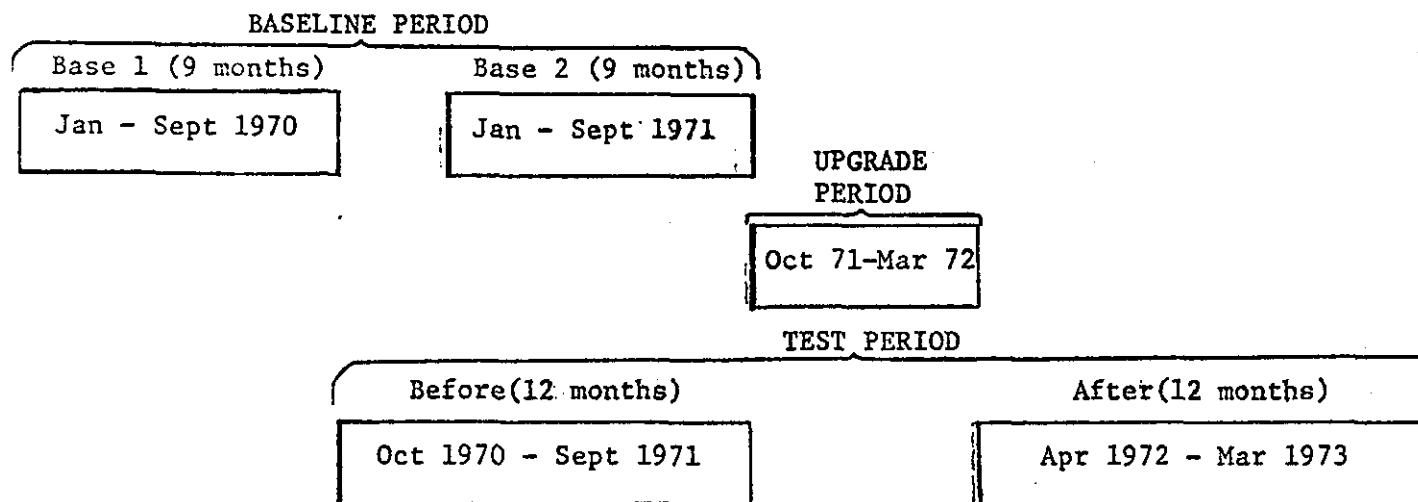 BASELINE PERIOD
Base 1 (9 months)
Base 2 (9 months)
Jan - Sept 1970
Jan - Sept 1971
UPGRADE
PERIOD
Oct 71-Mar 72
TEST PERIOD
Before(12 months)
After(12 months)
Oct 1970 - Sept 1971
Apr 1972 - Mar 1973